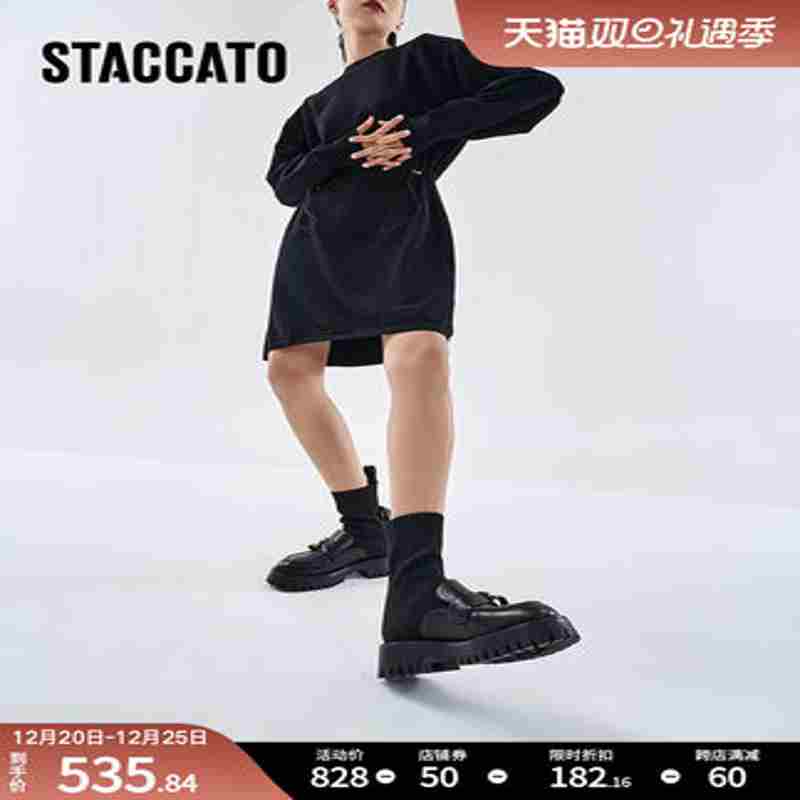 STACCATO
天猫双旦礼遇季
12月20日-12月25日
到手价
535.84
活动价
828
店铺券
50
限时折扣
182.16
跨店满减
60